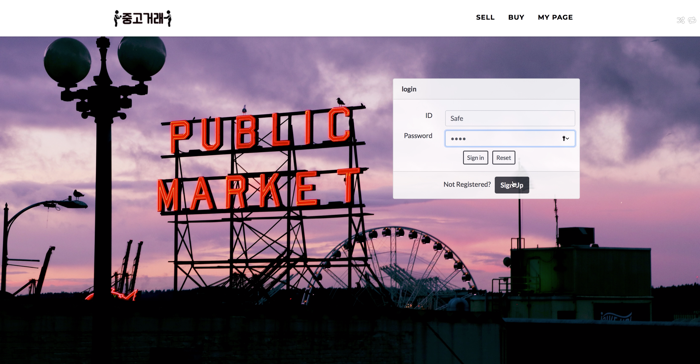 중고거래
SELL BUY MY PAGE
login
ID Safe
Password ••••
Sign in Reset
Not Registered? Sign Up
PUBLIC
MARKET